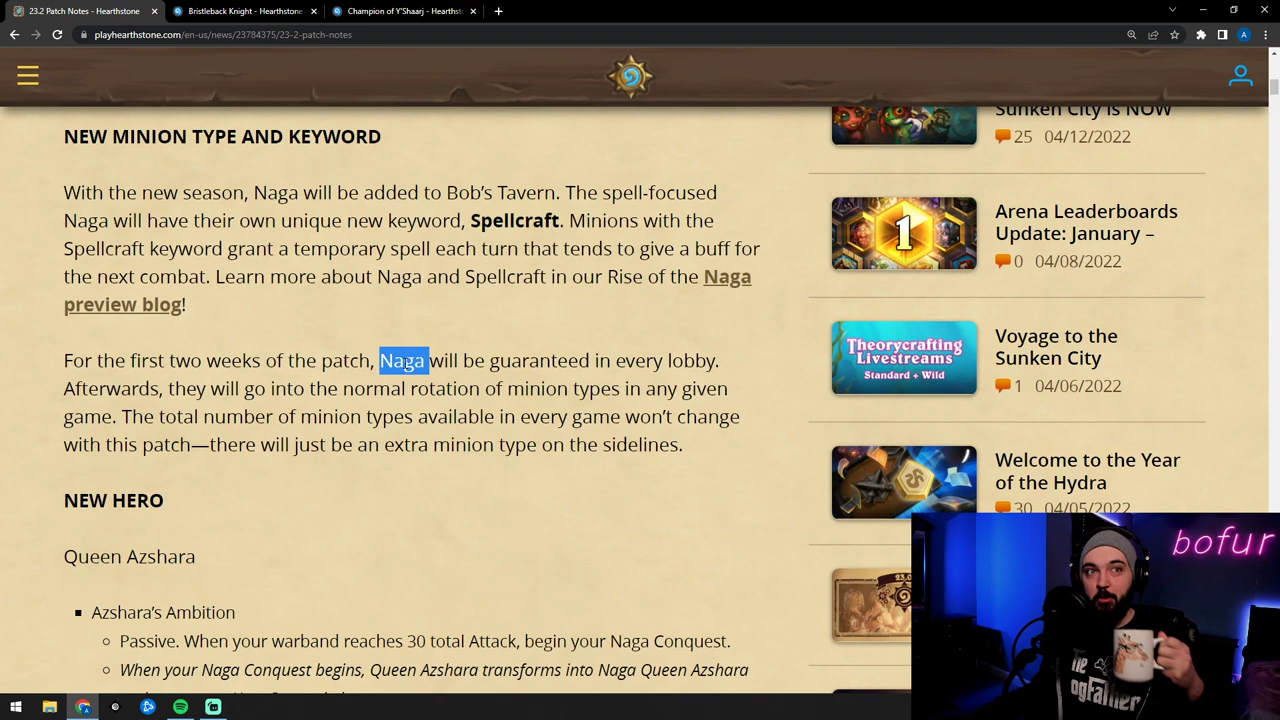 23.2 Patch Notes - Hearthstone
Bristleback Knight - Hearthstone
Champion of Y'Shaarj - Hearths
playhearthstone.com/en-us/news/23784375/23-2-patch-notes
A
NEW MINION TYPE AND KEYWORD
With the new season, Naga will be added to Bob's Tavern. The spell-focused
Naga will have their own unique new keyword, Spellcraft. Minions with the
Spellcraft keyword grant a temporary spell each turn that tends to give a buff for
the next combat. Learn more about Naga and Spellcraft in our Rise of the Naga
preview blog!
For the first two weeks of the patch, Naga will be guaranteed in every lobby.
Afterwards, they will go into the normal rotation of minion types in any given
game. The total number of minion types available in every game won't change
with this patch—there will just be an extra minion type on the sidelines.
NEW HERO
Queen Azshara
Azshara's Ambition
Passive. When your warband reaches 30 total Attack, begin your Naga Conquest.
When your Naga Conquest begins, Queen Azshara transforms into Naga Queen Azshara
Sunken City is NOW
25 04/12/2022
1
Arena Leaderboards
Update: January –
0 04/08/2022
Theorycrafting
Livestreams
Standard + Wild
Voyage to the
Sunken City
1 04/06/2022
Welcome to the Year
of the Hydra
30 04/05/2022
bofur
The
DogFather